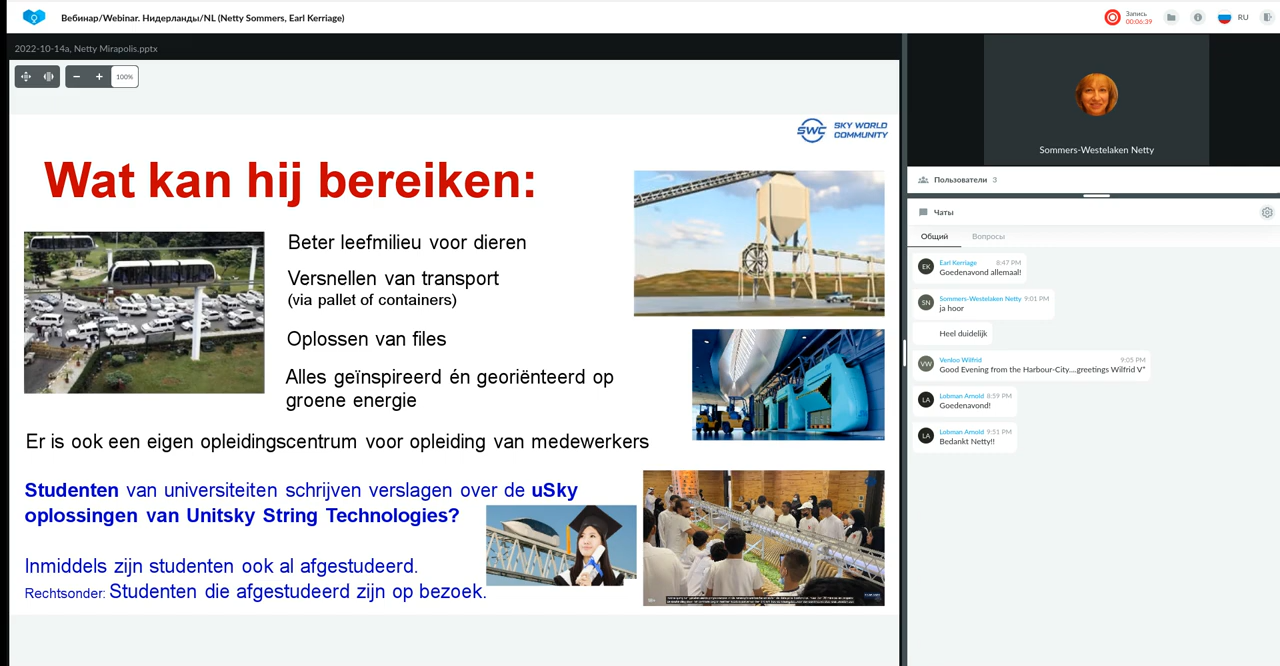 Вебинар/Webinar. Нидерланды/NL (Netty Sommers, Earl Kerriage)
Запись
00:06:39
RU
2022-10-14a, Netty Mirapolis.pptx
100%
SWC SKY WORLD
COMMUNITY
Wat kan hij bereiken:
Beter leefmilieu voor dieren
Versnellen van transport
(via pallet of containers)
Oplossen van files
Alles geïnspireerd én georiënteerd op
groene energie
Er is ook een eigen opleidingscentrum voor opleiding van medewerkers
Studenten van universiteiten schrijven verslagen over de uSky
oplossingen van Unitsky String Technologies?
Inmiddels zijn studenten ook al afgestudeerd.
Rechtsonder: Studenten die afgestudeerd zijn op bezoek.
Sommers-Westelaken Netty
Пользователи 3
Чаты
Общий Вопросы
EK Earl Kerriage 8:47 PM
Goedenavond allemaal!
SN Sommers-Westelaken Netty 9:01 PM
ja hoor
Heel duidelijk
VW Venloo Wilfrid 9:05 PM
Good Evening from the Harbour-City....greetings Wilfrid V"
LA Lobman Arnold 8:59 PM
Goedenavond!
LA Lobman Arnold 9:51 PM
Bedankt Netty!!